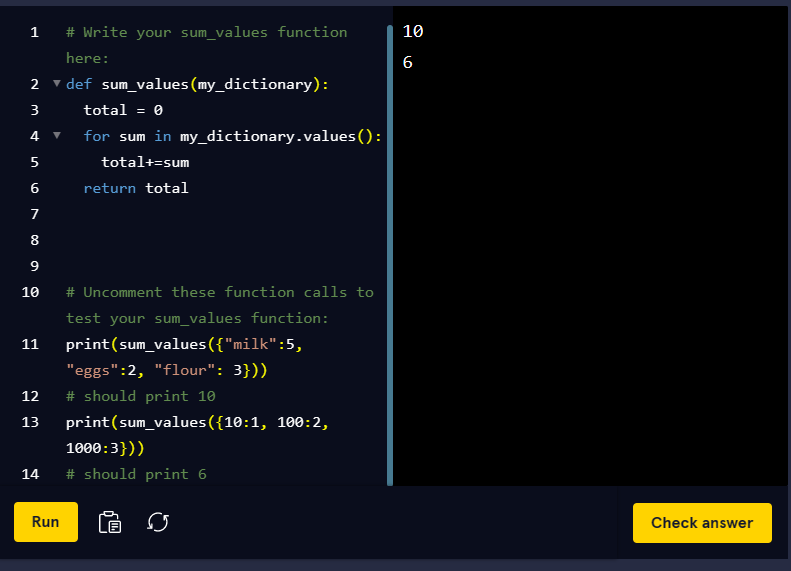 1 # Write your sum_values function
here:
2 def sum_values(my_dictionary):
3 total = 0
4 for sum in my_dictionary.values():
5 total+=sum
6 return total
7
8
9
10 # Uncomment these function calls to
test your sum_values function:
11 print(sum_values({"milk":5,
"eggs":2, "flour": 3}))
12 # should print 10
13 print(sum_values({10:1, 100:2,
1000:3}))
14 # should print 6
10
6
Run
Check answer